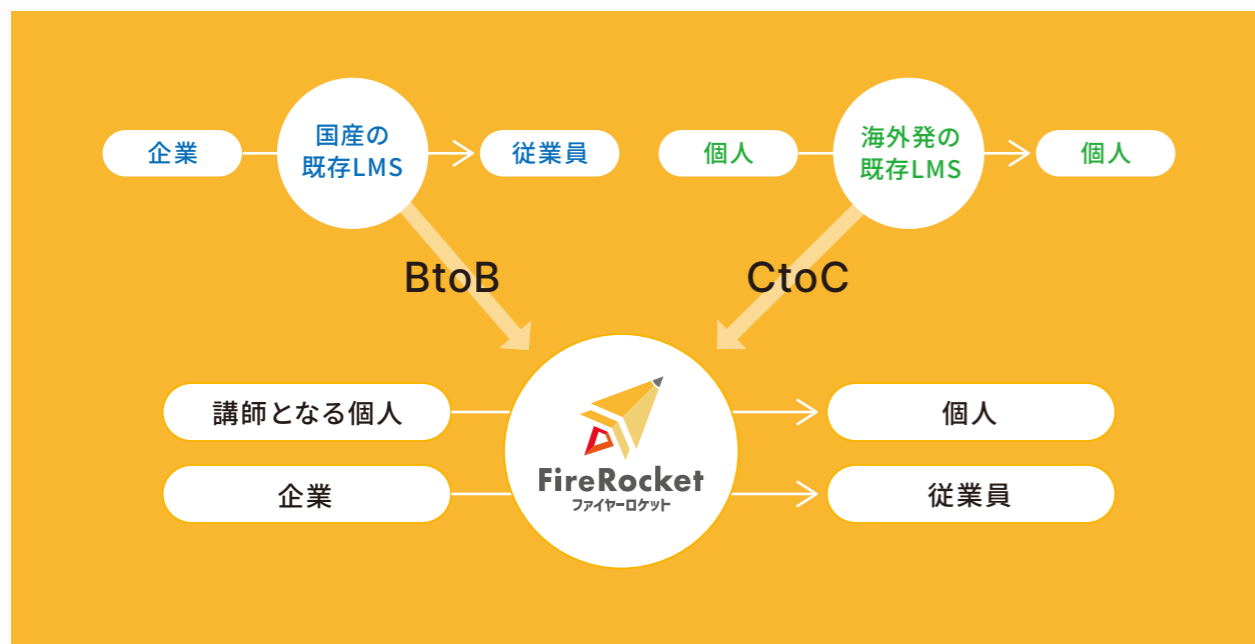 企業
国産の
既存LMS
従業員
個人
海外発の
既存LMS
個人
BtoB
CtoC
講師となる個人
企業
FireRocket
ファイヤーロケット
個人
従業員